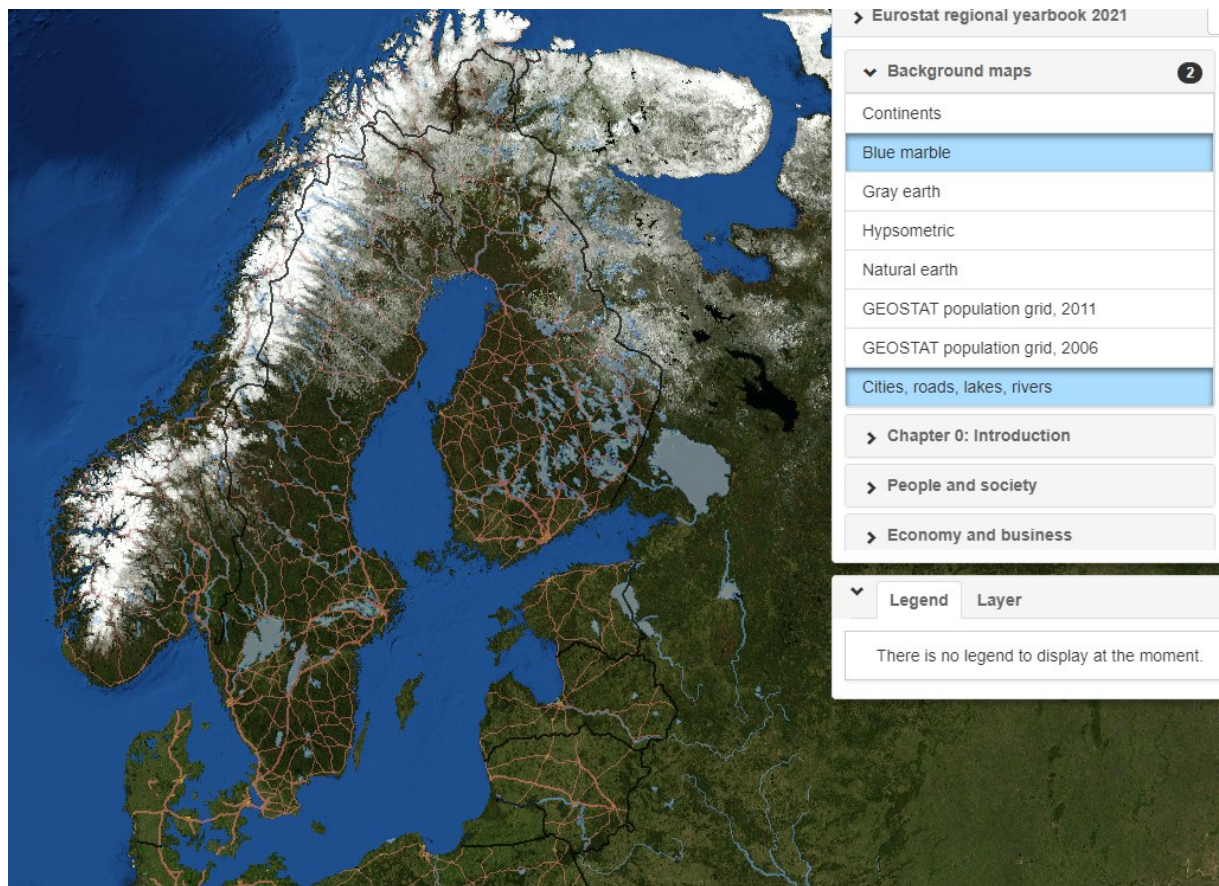 Eurostat regional yearbook 2021
Background maps 2
Continents
Blue marble
Gray earth
Hypsometric
Natural earth
GEOSTAT population grid, 2011
GEOSTAT population grid, 2006
Cities, roads, lakes, rivers
Chapter 0: Introduction
People and society
Economy and business
Legend Layer
There is no legend to display at the moment.